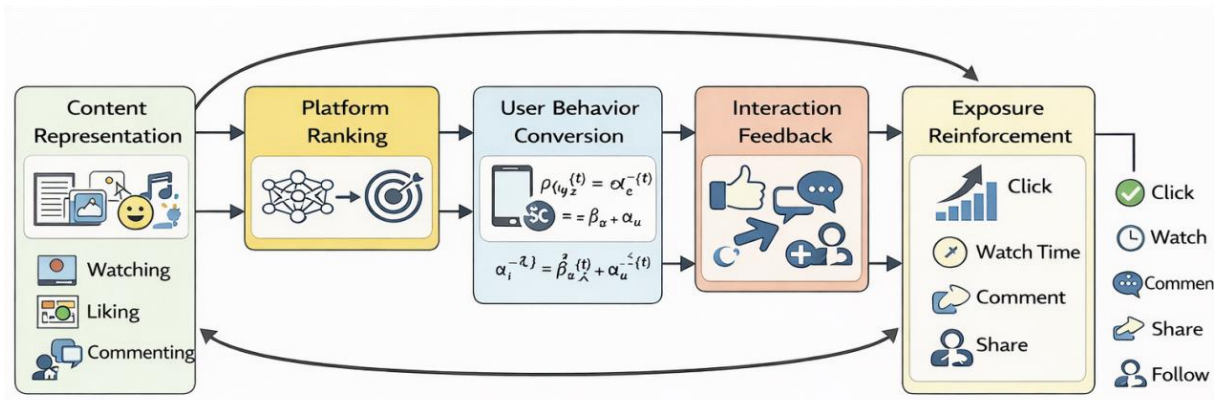 Content
Representation
Watching
Liking
Commenting
Platform
Ranking
User Behavior
Conversion
Interaction
Feedback
Exposure
Reinforcement
Click
Watch Time
Comment
Share
Click
Watch
Commen
Share
Follow